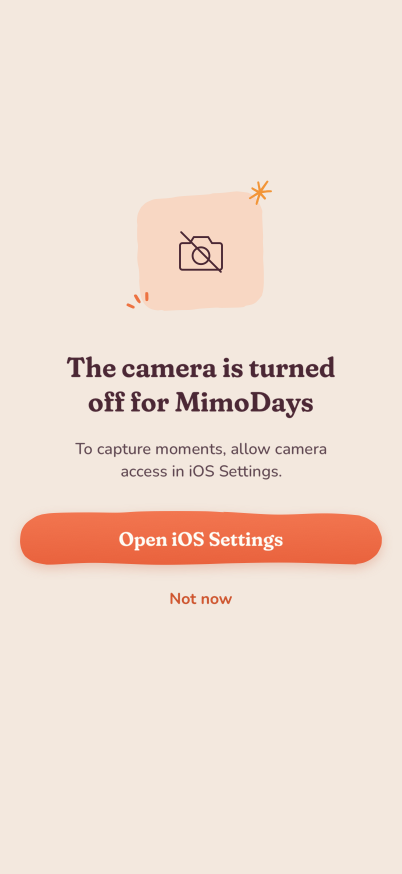 The camera is turned
off for MimoDays
To capture moments, allow camera
access in iOS Settings.
Open iOS Settings
Not now